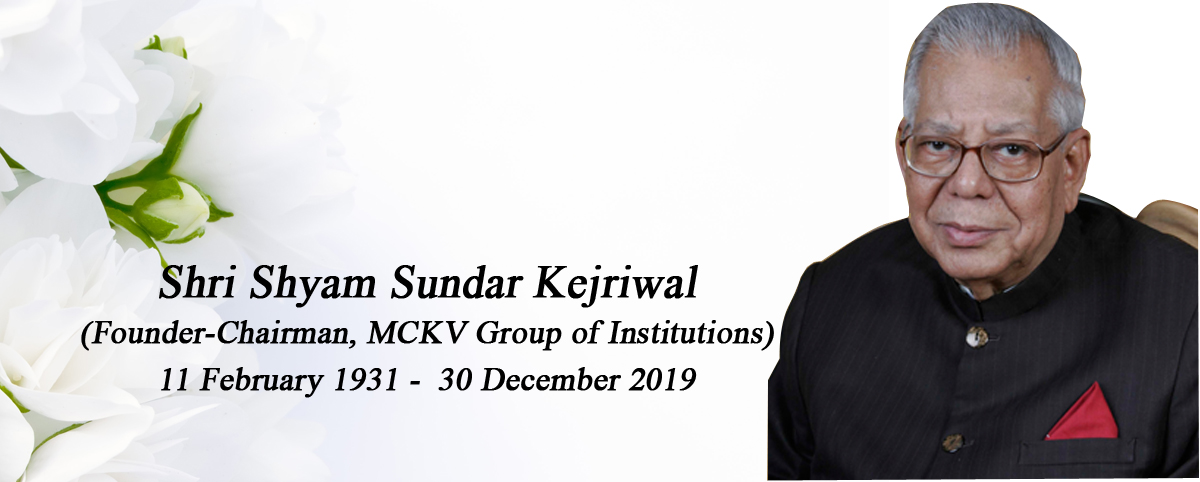 Shri Shyam Sundar Kejriwal
(Founder-Chairman, MCKV Group of Institutions)
11 February 1931 - 30 December 2019